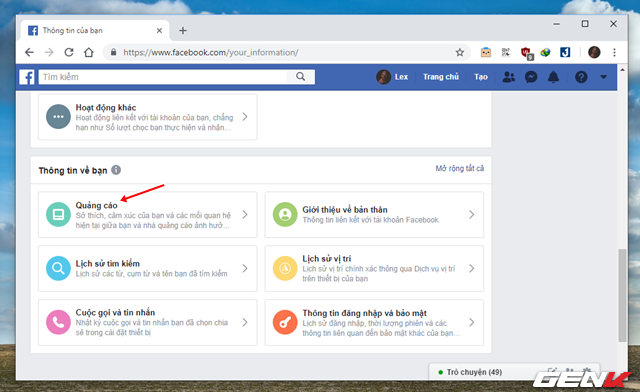 Thông tin của bạn
https://www.facebook.com/your_information/
9
Tìm kiếm
Lex Trang chủ Tạo
Hoạt động khác
Hoạt động liên kết với tài khoản của bạn, chẳng
hạn như Số lượt chọc bạn thực hiện và nhận...
Thông tin về bạn
Mở rộng tất cả
Quảng cáo
Sở thích, cảm xúc của bạn và các mối quan hệ
hiện tại giữa bạn và nhà quảng cáo ảnh hưở...
Giới thiệu về bản thân
Thông tin liên kết với tài khoản Facebook
Lịch sử tìm kiếm
Lịch sử các từ, cụm từ và tên bạn đã tìm kiếm
Lịch sử vị trí
Lịch sử vị trí chính xác thông qua Dịch vụ vị trí
trên thiết bị của bạn
Cuộc gọi và tin nhắn
Nhật ký cuộc gọi và tin nhắn bạn đã chọn chia
sẻ trong cài đặt thiết bị
Thông tin đăng nhập và bảo mật
Lịch sử đăng nhập, thời lượng phiên và các
thông tin liên quan đến bảo mật khác của bạn...
Trò chuyện (49)
GENK